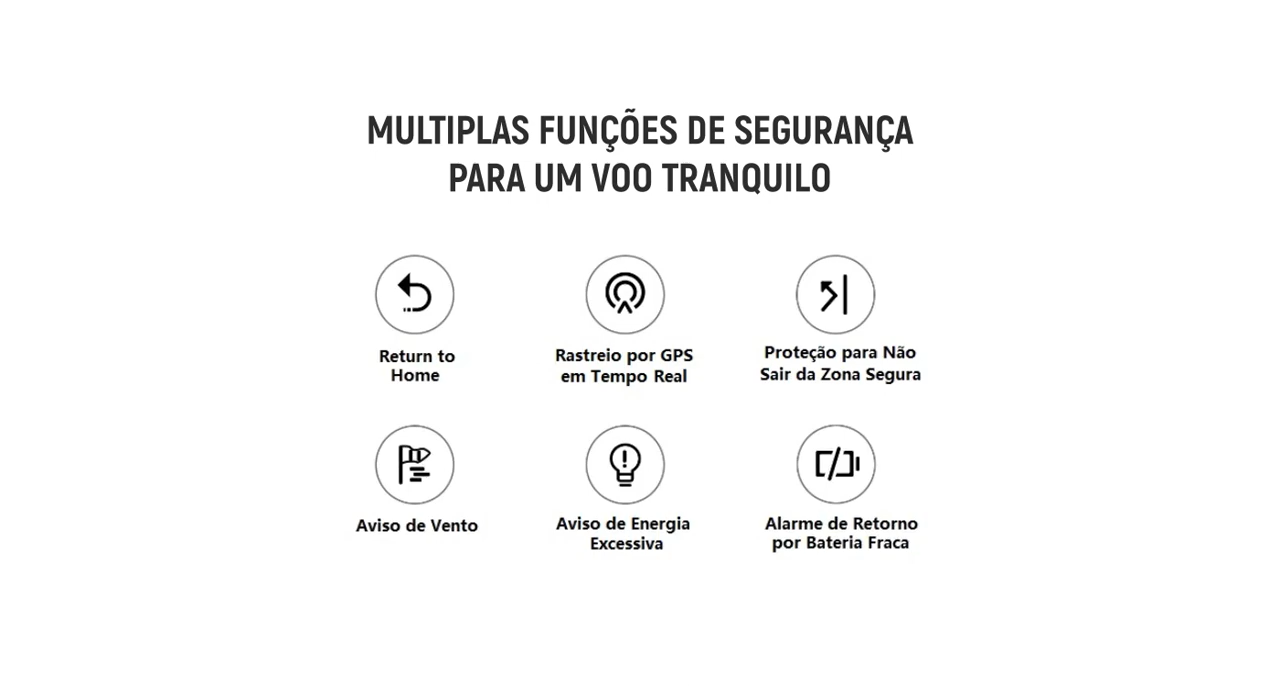 MULTIPLAS FUNÇÕES DE SEGURANÇA
PARA UM VOO TRANQUILO
Return to
Home
Rastreio por GPS
em Tempo Real
Proteção para Não
Sair da Zona Segura
Aviso de Vento
Aviso de Energia
Excessiva
Alarme de Retorno
por Bateria Fraca